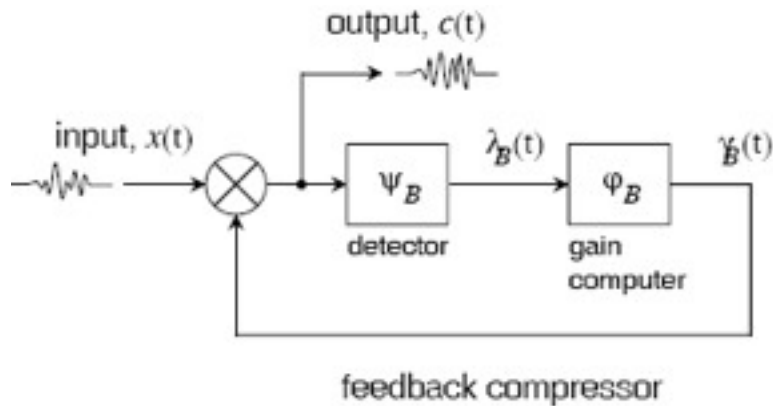 output, c(t)
input, x(t)
λ_B(t)
γ_B(t)
ψ_B
φ_B
detector
gain
computer
feedback compressor